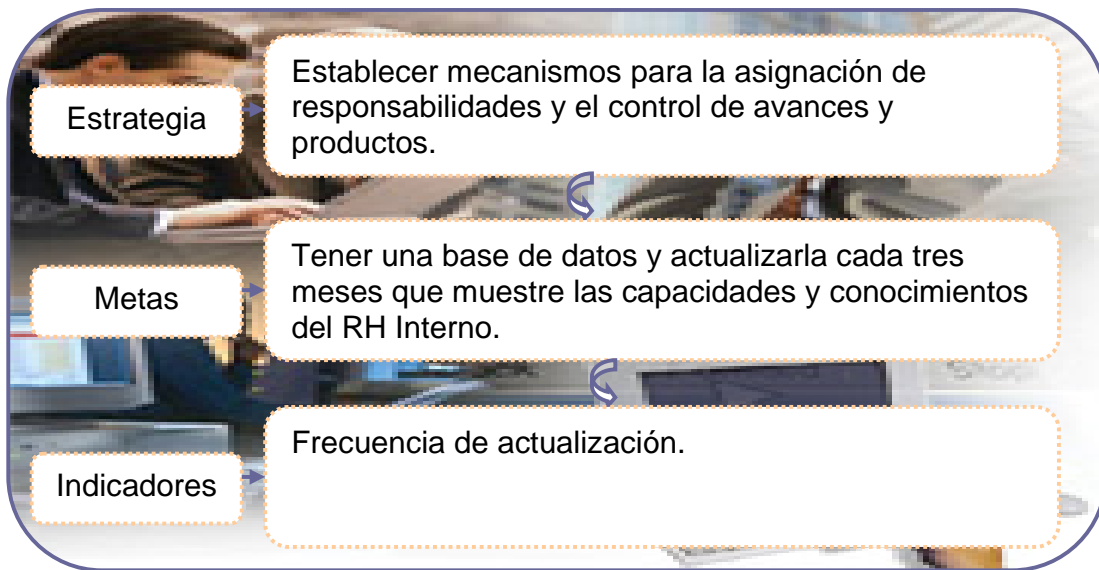 Estrategia
Establecer mecanismos para la asignación de
responsabilidades y el control de avances y
productos.
Metas
Tener una base de datos y actualizarla cada tres
meses que muestre las capacidades y conocimientos
del RH Interno.
Indicadores
Frecuencia de actualización.